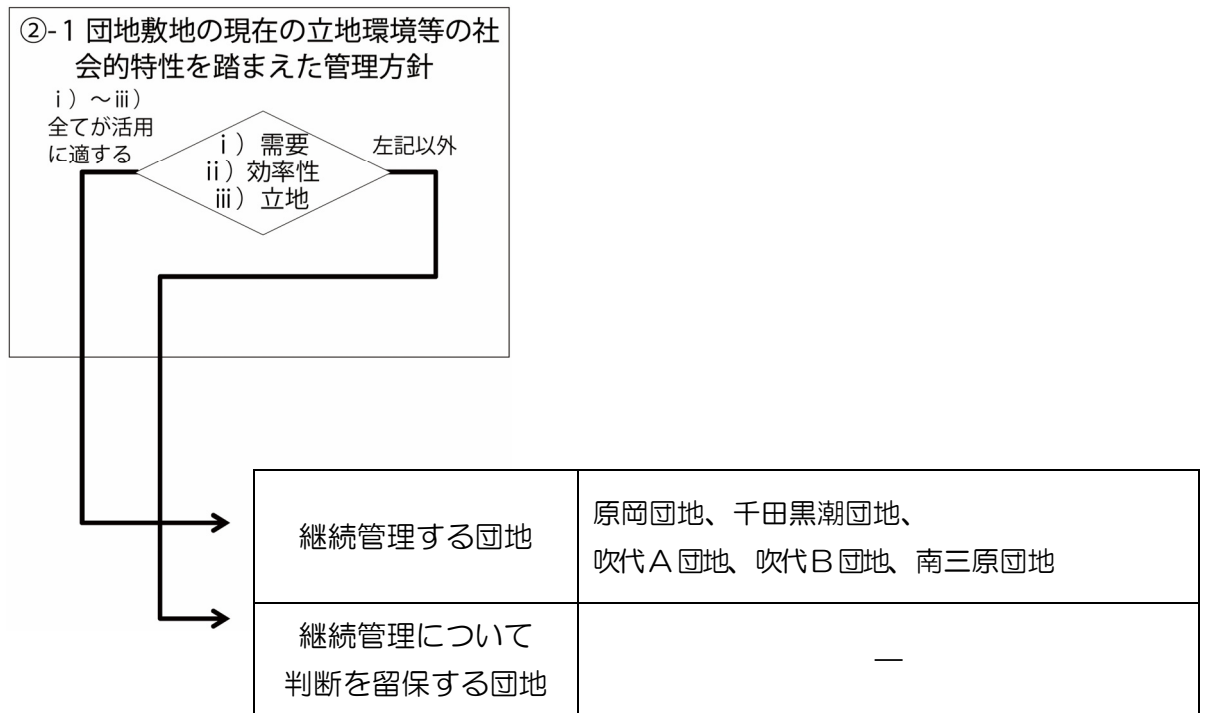 ②-1 団地敷地の現在の立地環境等の社
会的特性を踏まえた管理方針
ⅰ）～ⅲ）
全てが活用
に適する
ⅰ）需要
ⅱ）効率性
ⅲ）立地
左記以外
継続管理する団地
原岡団地、千田黒潮団地、
吹代Ａ団地、吹代Ｂ団地、南三原団地
継続管理について
判断を留保する団地
―